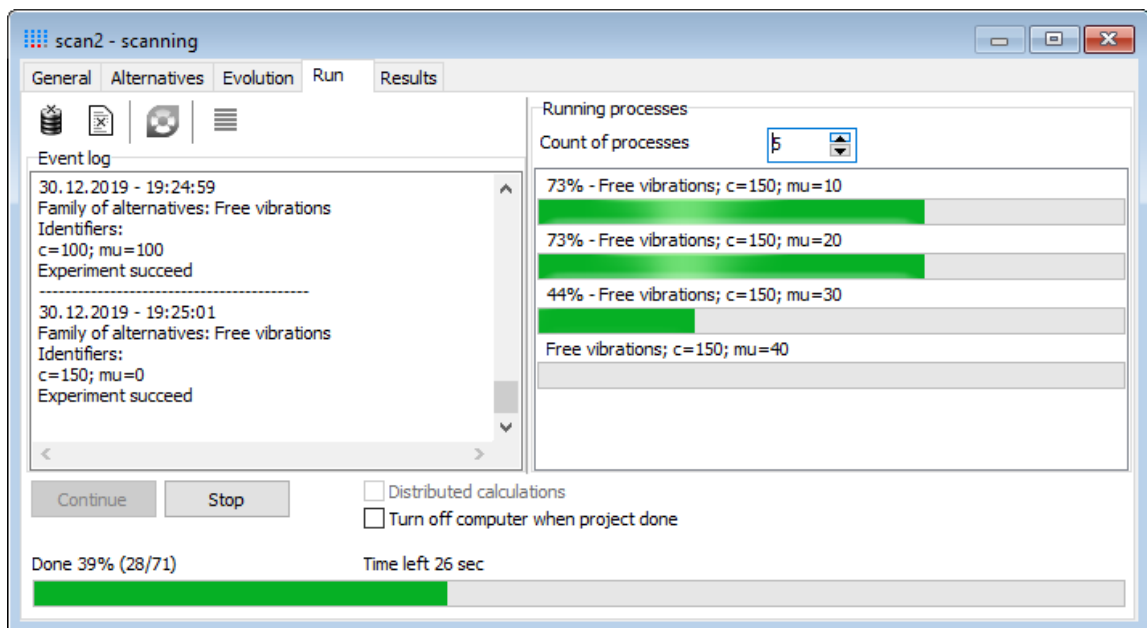 scan2 - scanning
General Alternatives Evolution Run Results
Event log
30.12.2019 - 19:24:59
Family of alternatives: Free vibrations
Identifiers:
c=100; mu=100
Experiment succeed
------------------------------------------
30.12.2019 - 19:25:01
Family of alternatives: Free vibrations
Identifiers:
c=150; mu=0
Experiment succeed
Running processes
Count of processes 5
73% - Free vibrations; c=150; mu=10
73% - Free vibrations; c=150; mu=20
44% - Free vibrations; c=150; mu=30
Free vibrations; c=150; mu=40
Continue Stop
Distributed calculations
Turn off computer when project done
Done 39% (28/71) Time left 26 sec